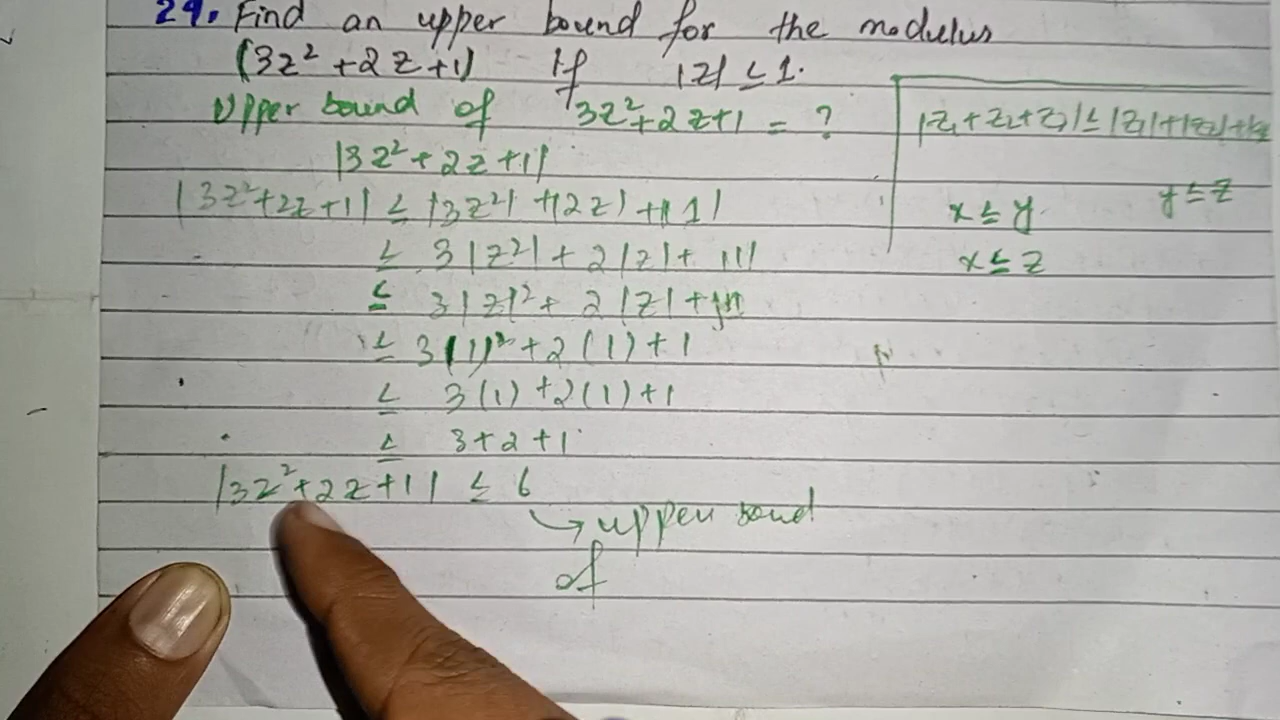 29. Find an upper bound for the modulus
(3z² + 2z + 1) If |z| ≤ 1.
Upper bound of 3z² + 2z + 1 = ?
|3z² + 2z + 1|
|3z² + 2z + 1| ≤ |3z²| + |2z| + |1|
≤ 3|z²| + 2|z| + |1|
≤ 3|z|² + 2|z| +
≤ 3(1)² + 2(1) + 1
≤ 3(1) + 2(1) + 1
≤ 3 + 2 + 1
|3z² + 2z + 1| ≤ 6
→ upper bound
of
|z₁ + z₂ + z₃| ≤ |z₁| + |z₂| +
x ≤ y y ≤ z
x ≤ z